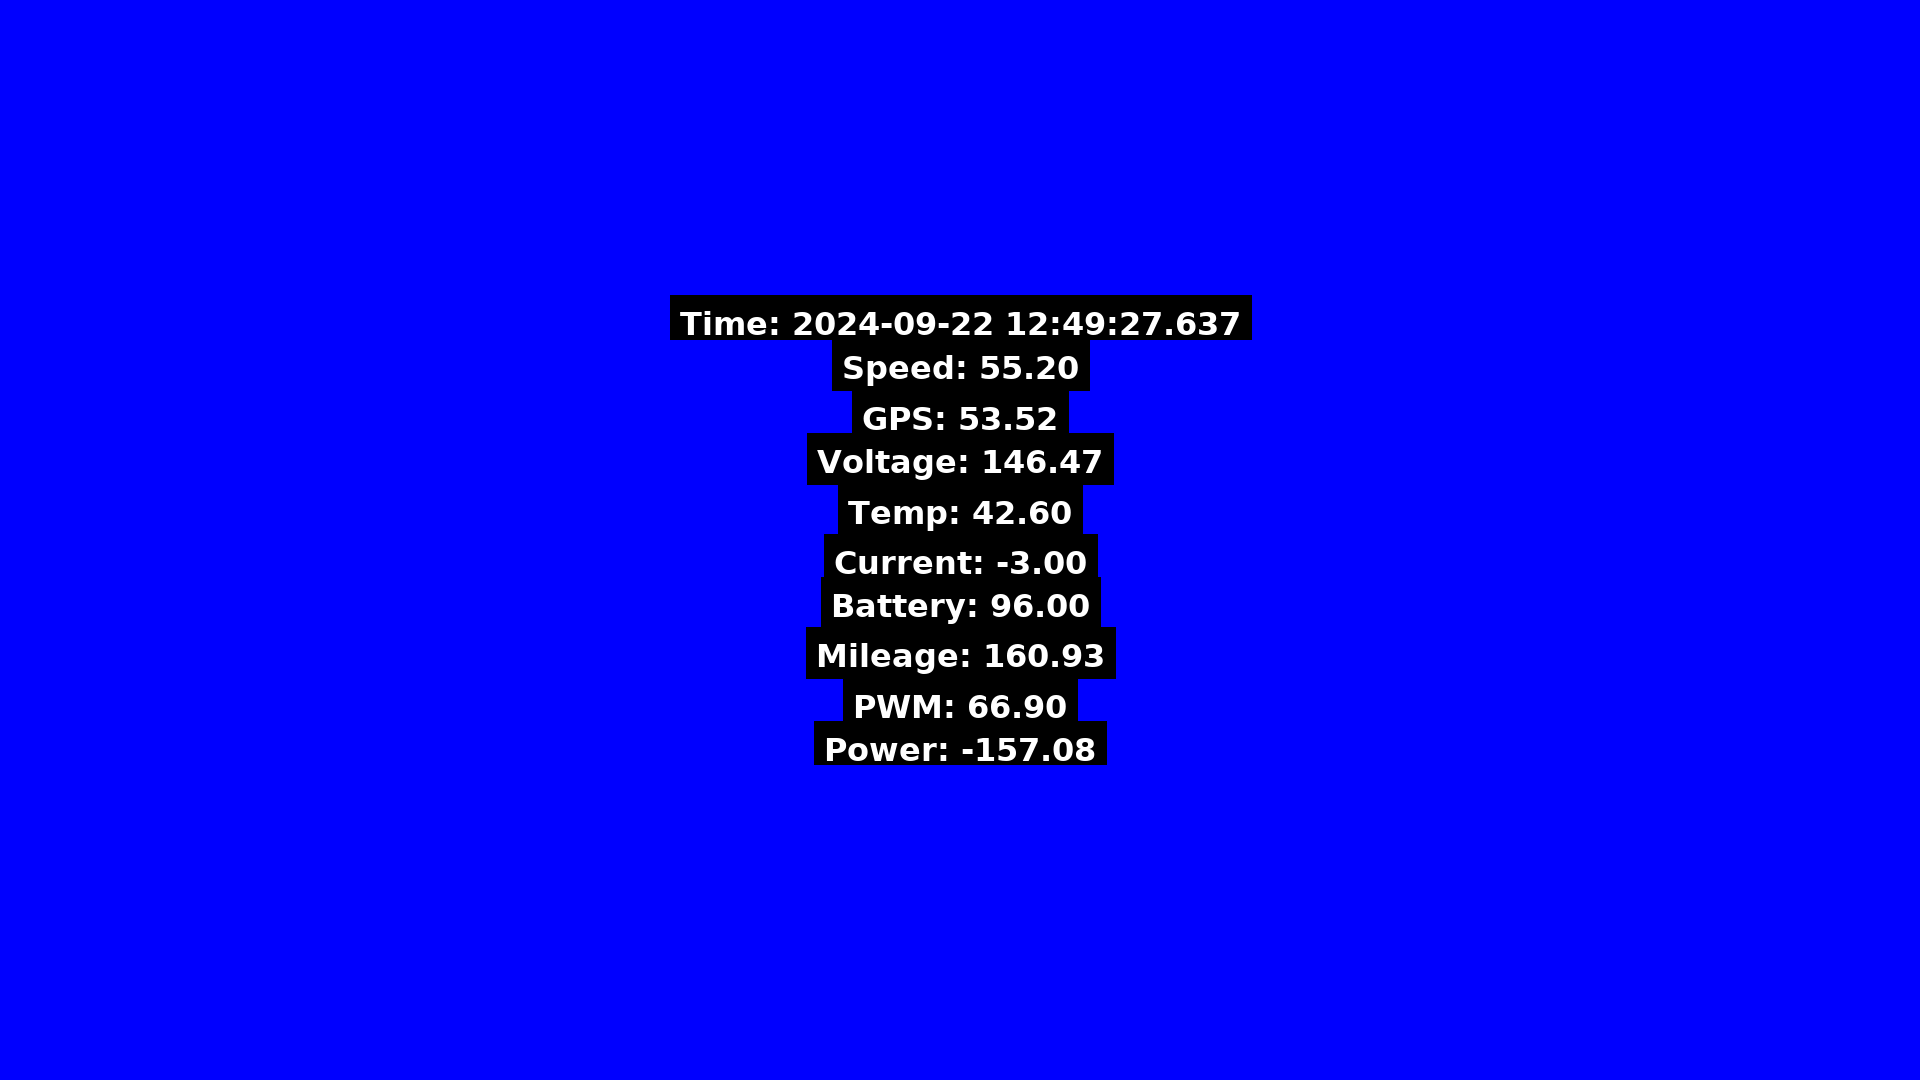 Time: 2024-09-22 12:49:27.637
Speed: 55.20
GPS: 53.52
Voltage: 146.47
Temp: 42.60
Current: -3.00
Battery: 96.00
Mileage: 160.93
PWM: 66.90
Power: -157.08